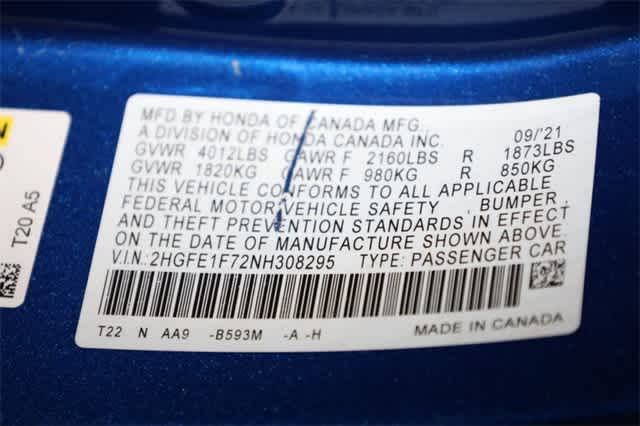 MFD BY HONDA OF CANADA MFG.
A DIVISION OF HONDA CANADA INC. 09/'21
GVWR 4012LBS GAWR F 2160LBS R 1873LBS
GVWR 1820KG GAWR F 980KG R 850KG
THIS VEHICLE CONFORMS TO ALL APPLICABLE
FEDERAL MOTOR VEHICLE SAFETY , BUMPER ,
AND THEFT PREVENTION STANDARDS IN EFFECT
ON THE DATE OF MANUFACTURE SHOWN ABOVE.
V.I.N.:2HGFE1F72NH308295 TYPE: PASSENGER CAR
T22 N AA9 -B593M -A -H MADE IN CANADA
T20 A5